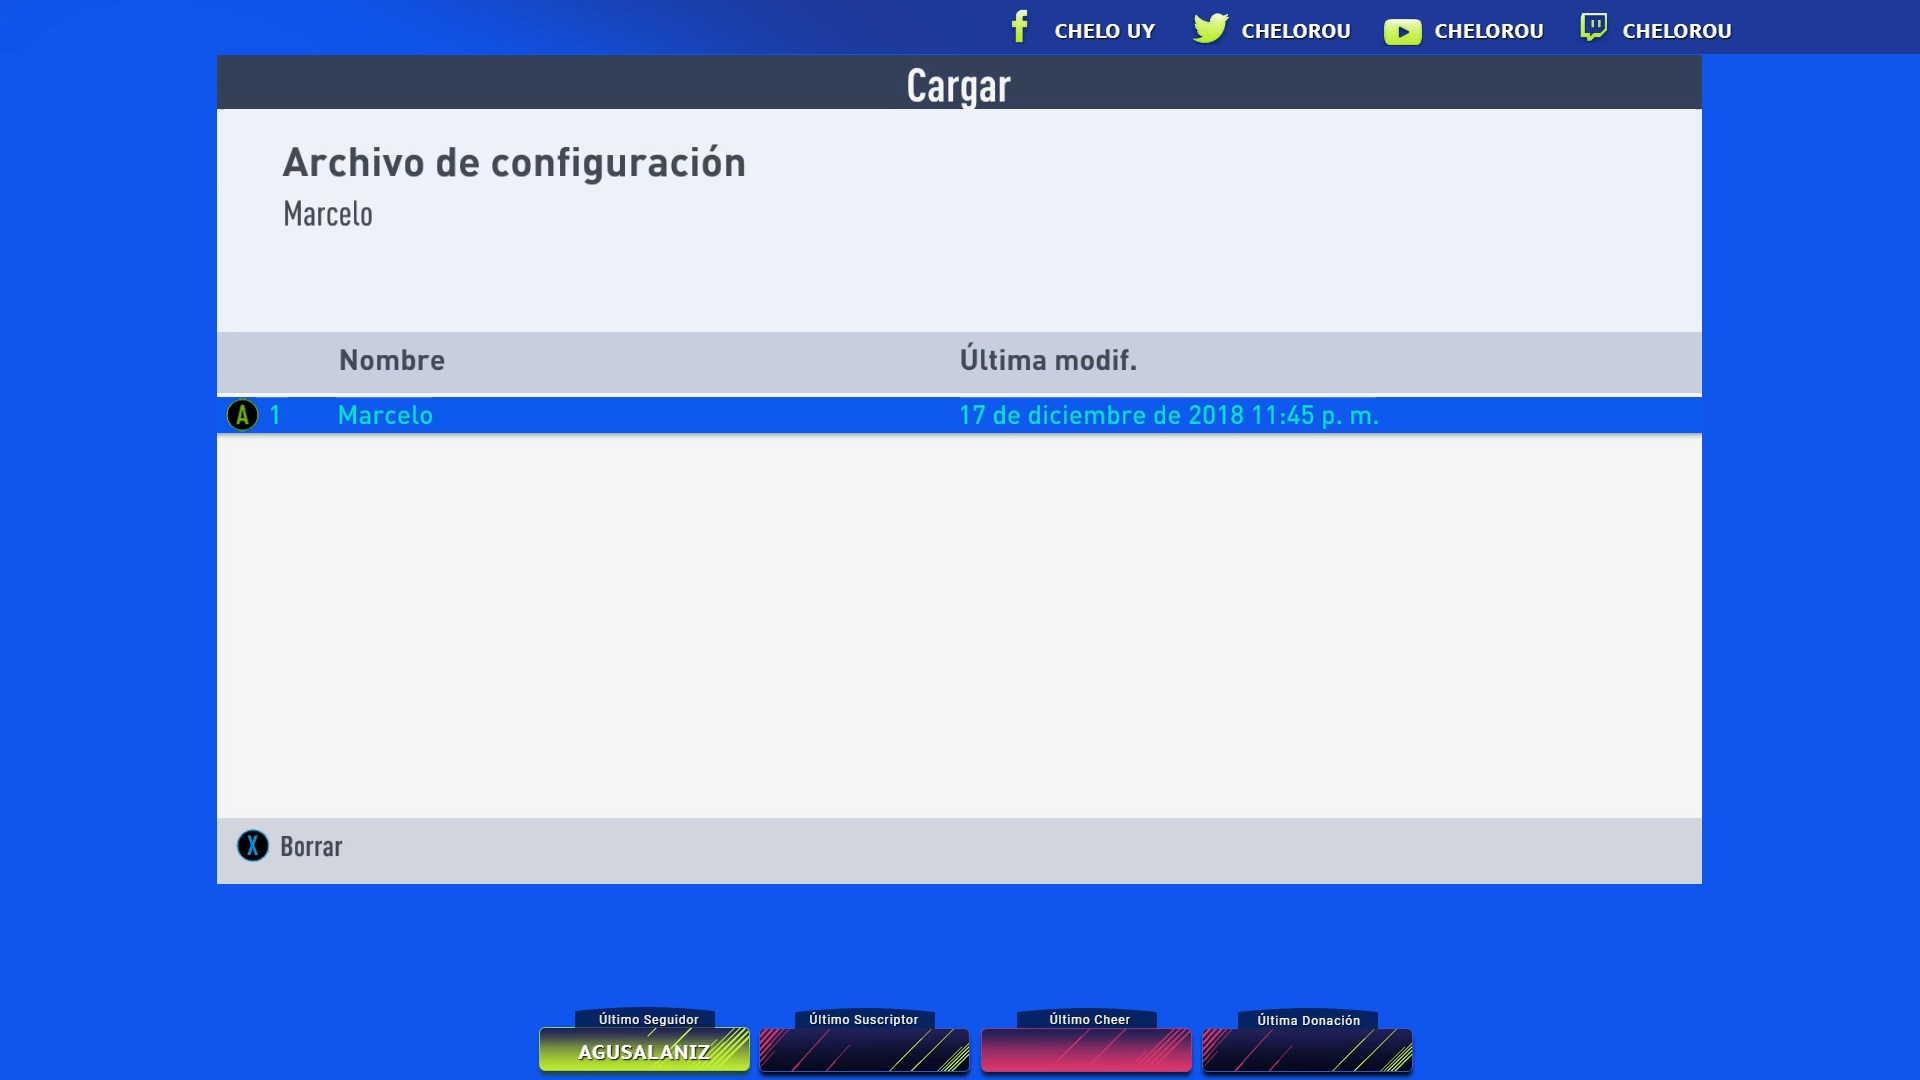 CHELO UY CHELOROU CHELOROU CHELOROU
Cargar
Archivo de configuración
Marcelo
Nombre Última modif.
A 1 Marcelo 17 de diciembre de 2018 11:45 p. m.
X Borrar
Último Seguidor Último Suscriptor Último Cheer Última Donación
AGUSALANIZ